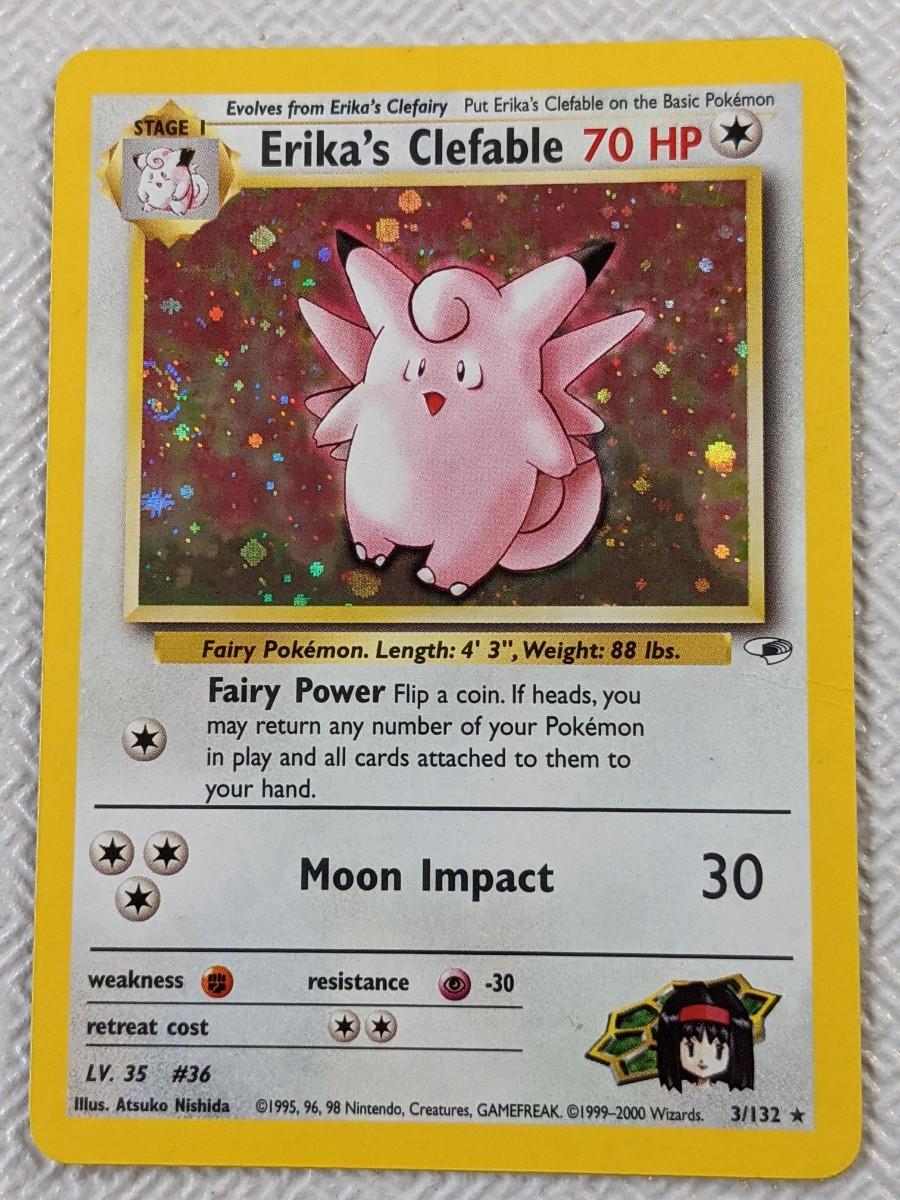 Evolves from Erika's Clefairy Put Erika's Clefable on the Basic Pokémon
STAGE 1
Erika's Clefable 70 HP
Fairy Pokémon. Length: 4' 3", Weight: 88 lbs.
Fairy Power Flip a coin. If heads, you
may return any number of your Pokémon
in play and all cards attached to them to
your hand.
Moon Impact 30
weakness resistance -30
retreat cost
LV. 35 #36
Illus. Atsuko Nishida ©1995, 96, 98 Nintendo, Creatures, GAMEFREAK. ©1999–2000 Wizards. 3/132 ★